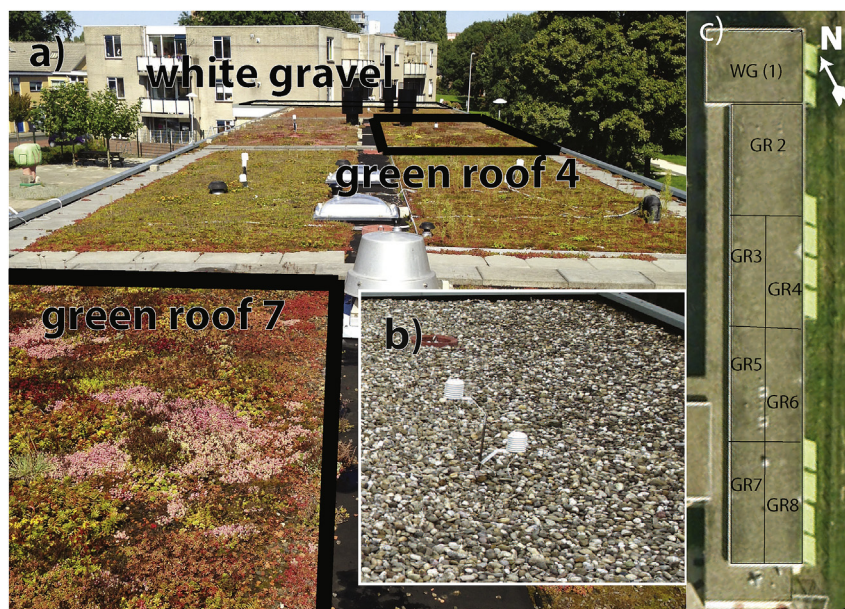 a)
white gravel
green roof 4
green roof 7
b)
c)
N
WG (1)
GR 2
GR3
GR4
GR5
GR6
GR7
GR8